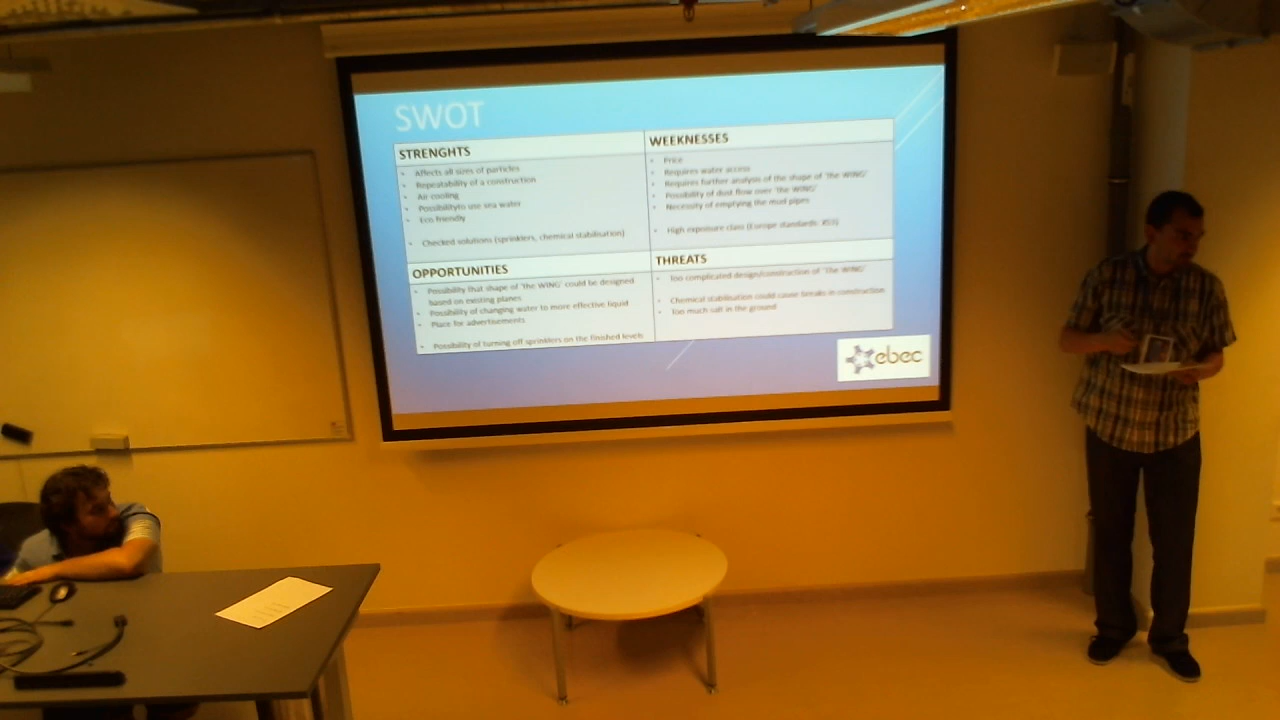 SWOT
STRENGHTS
• Affects all sizes of particles
• Repeatability of a construction
• Air-cooling
• Possibilityto use sea water
• Eco friendly
• Checked solutions (sprinklers, chemical stabilisation)
WEEKNESSES
• Price
• Requires water access
• Requires further analysis of the shape of 'the WING'
• Possibility of dust flow over 'the WING'
• Necessity of emptying the mud pipes
• High exposure class (Europe standards:
OPPORTUNITIES
• Possibility that shape of 'the WING' could be designed
based on existing planes
• Possibility of changing water to more effective liquid
• Place for advertisements
• Possibility of turning off sprinklers on the finished levels
THREATS
• Too complicated design/construction of 'The WING'
• Chemical stabilisation could cause breaks in construction
• Too much salt in the ground
ebec